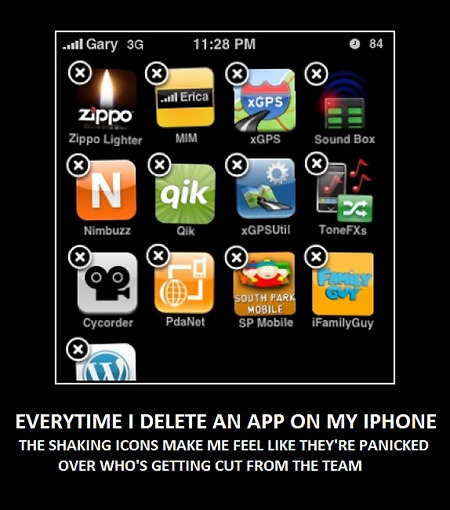 Gary 3G 11:28 PM 84
zippo Erica xGPS
Zippo Lighter MIM xGPS Sound Box
N qik
Nimbuzz Qik xGPSUtil ToneFXs
SOUTH PARK MOBILE FAMILY GUY
Cycorder PdaNet SP Mobile iFamilyGuy
W
EVERYTIME I DELETE AN APP ON MY IPHONE
THE SHAKING ICONS MAKE ME FEEL LIKE THEY'RE PANICKED
OVER WHO'S GETTING CUT FROM THE TEAM